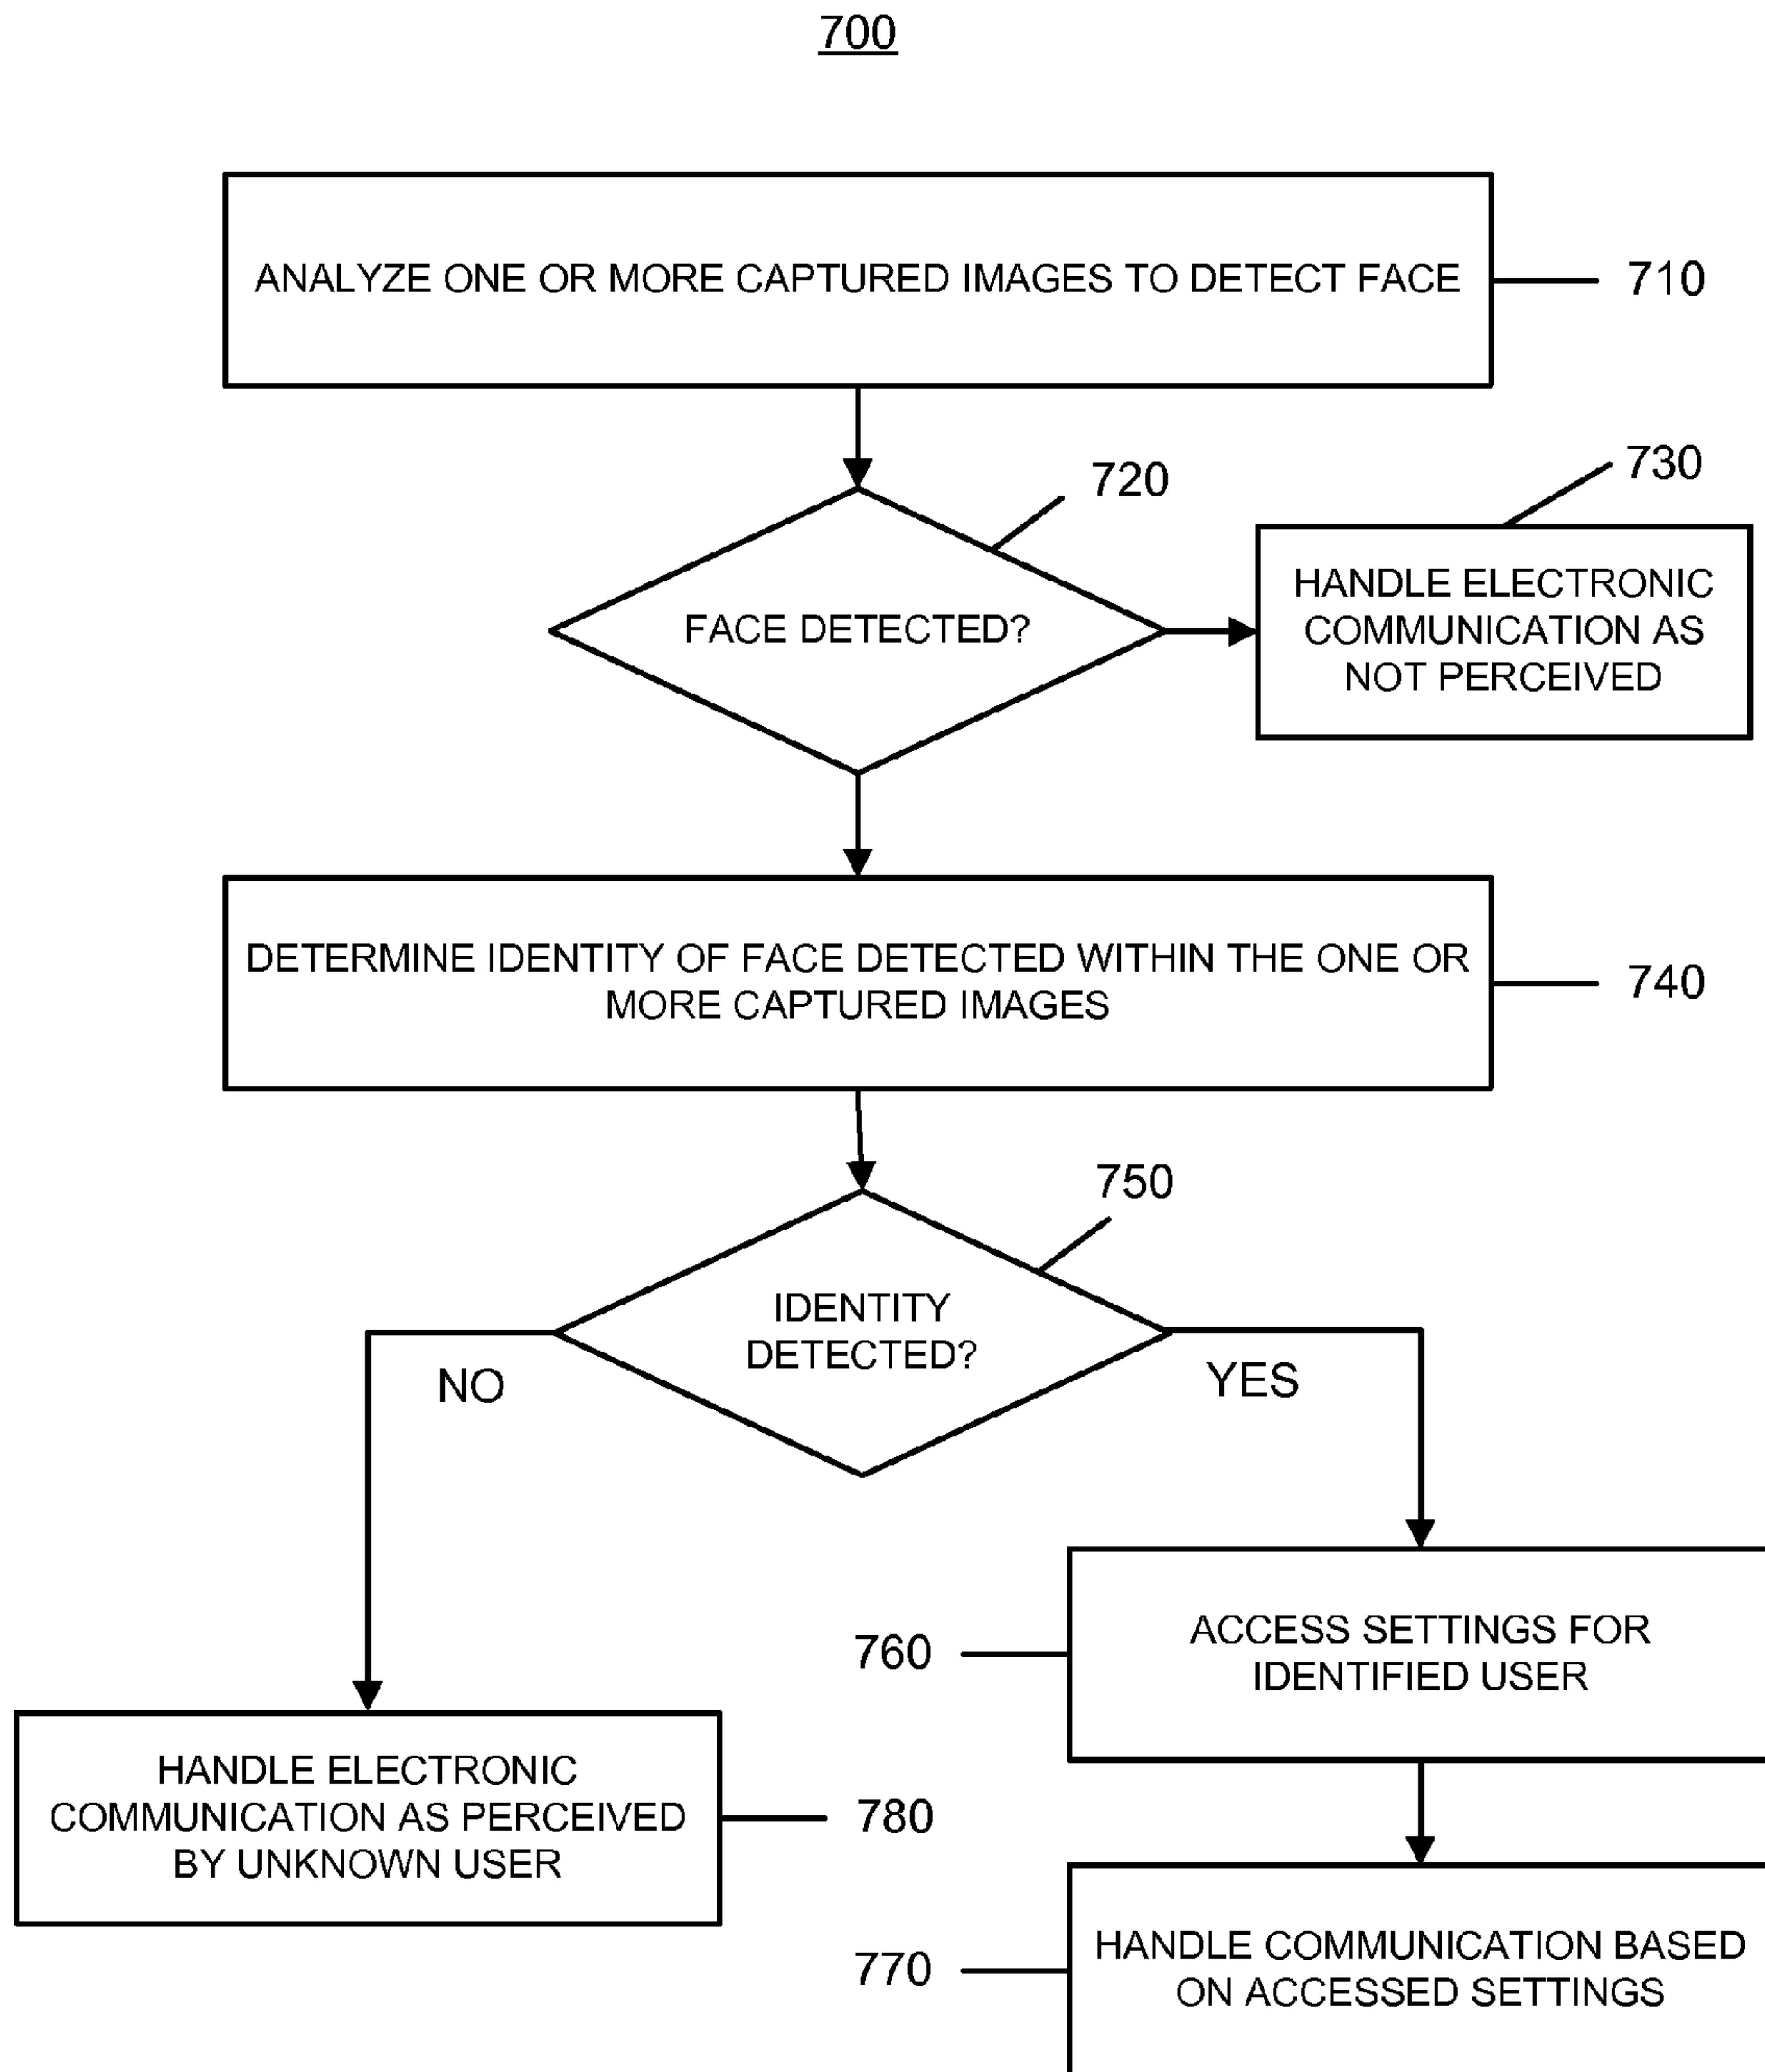 700
ANALYZE ONE OR MORE CAPTURED IMAGES TO DETECT FACE
710
720
FACE DETECTED?
730
HANDLE ELECTRONIC
COMMUNICATION AS
NOT PERCEIVED
DETERMINE IDENTITY OF FACE DETECTED WITHIN THE ONE OR
MORE CAPTURED IMAGES
740
750
IDENTITY
DETECTED?
NO
YES
760
ACCESS SETTINGS FOR
IDENTIFIED USER
HANDLE ELECTRONIC
COMMUNICATION AS PERCEIVED
BY UNKNOWN USER
780
770
HANDLE COMMUNICATION BASED
ON ACCESSED SETTINGS